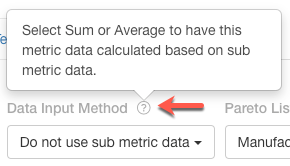 Select Sum or Average to have this
metric data calculated based on sub
metric data.
Data Input Method ?
Pareto Lis
Do not use sub metric data
Manufac